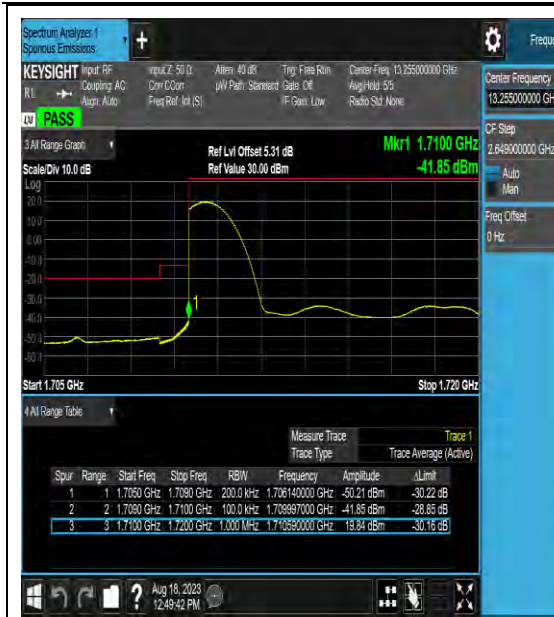 Spectrum Analyzer 1
Spurious Emissions
Freque
KEYSIGHT
RL
Input: RF
Coupling: AC
Align: Auto
Input Z: 50 Ω
Corr CCorr
Freq Ref: Int (S)
Atten: 40 dB
µW Path: Standard
Trig: Free Run
Gate: Off
IF Gain: Low
Center Freq: 13.255000000 GHz
Avg|Hold: 5/5
Radio Std: None
LV PASS
Center Frequency
13.255000000 GH
CF Step
2.649000000 GHz
Auto
Man
Freq Offset
0 Hz
3 All Range Graph
Scale/Div 10.0 dB
Ref Lvl Offset 5.31 dB
Ref Value 30.00 dBm
Mkr1 1.7100 GHz
-41.85 dBm
Log
20.0
10.0
0.00
-10.0
-20.0
-30.0
-40.0
-50.0
-60.0
1
Start 1.705 GHz
Stop 1.720 GHz
4 All Range Table
Measure Trace Trace 1
Trace Type Trace Average (Active)
Spur Range Start Freq Stop Freq RBW Frequency Amplitude ΔLimit
1 1 1.7050 GHz 1.7090 GHz 200.0 kHz 1.706140000 GHz -50.21 dBm -30.22 dB
2 2 1.7090 GHz 1.7100 GHz 100.0 kHz 1.709997000 GHz -41.85 dBm -28.85 dB
3 3 1.7100 GHz 1.7200 GHz 1.000 MHz 1.710590000 GHz 19.84 dBm -30.16 dB
Aug 18, 2023
12:49:42 PM